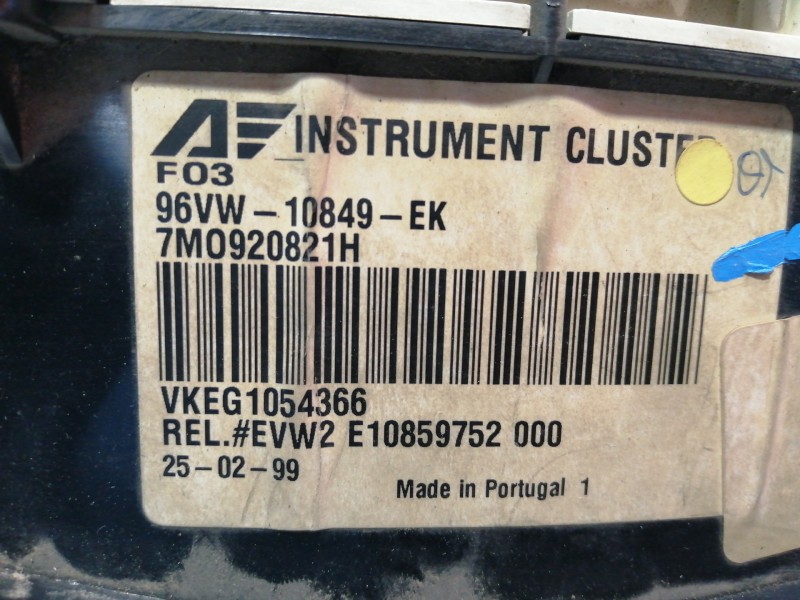 AF INSTRUMENT CLUSTER
F03
96VW-10849-EK
7M0920821H
VKEG1054366
REL.#EVW2 E10859752 000
25-02-99
Made in Portugal 1